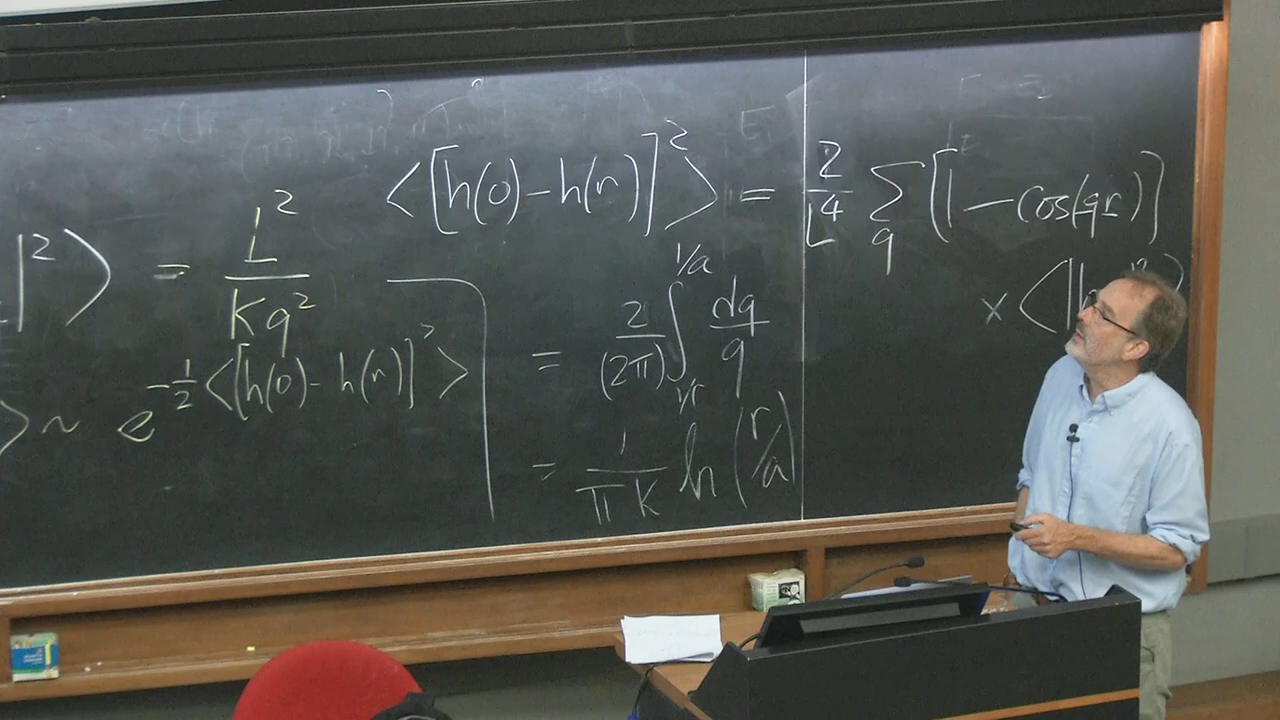 |²⟩ = L² / Kq²
⟩ ~ e^{-½⟨[h(0) - h(r)]²⟩}
⟨[h(0) - h(r)]²⟩ = 2/L⁴ ∑_q [1 - cos(qr)]
× ⟨|h
= 2/(2π) ∫_{1/r}^{1/a} dq/q
= 1/πK ln (r/a)